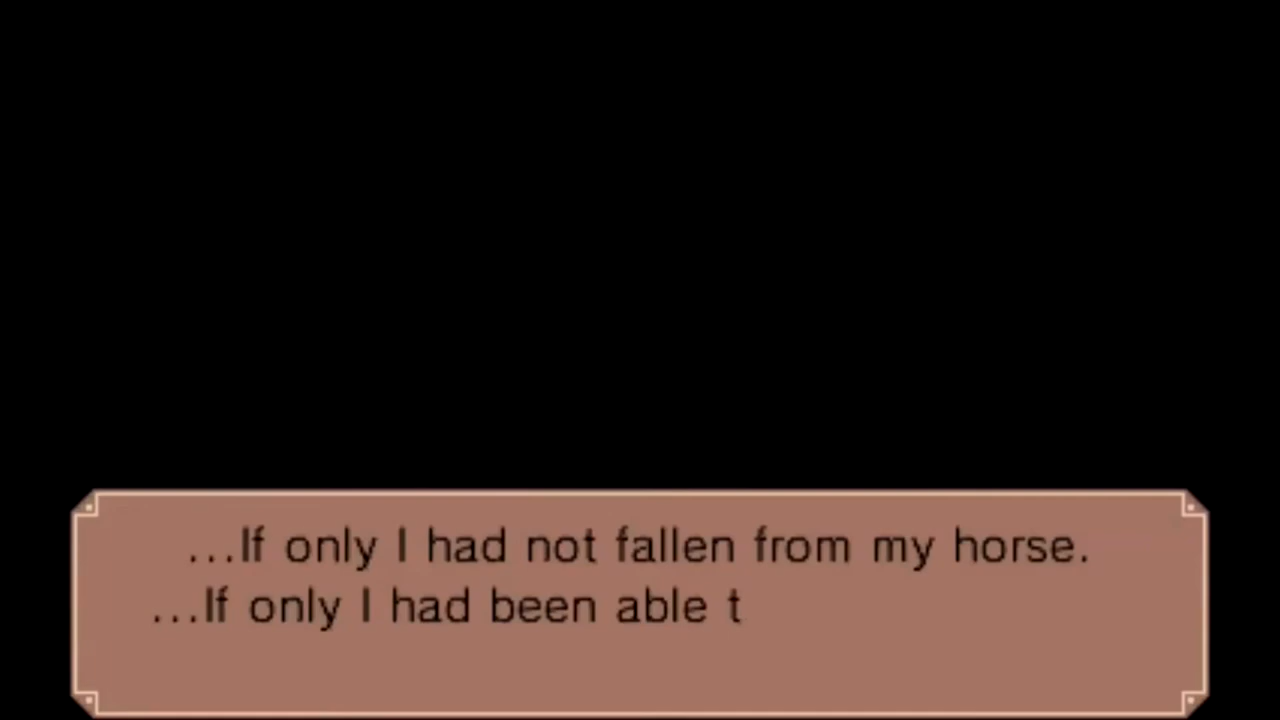 ...If only I had not fallen from my horse.
...If only I had been able t